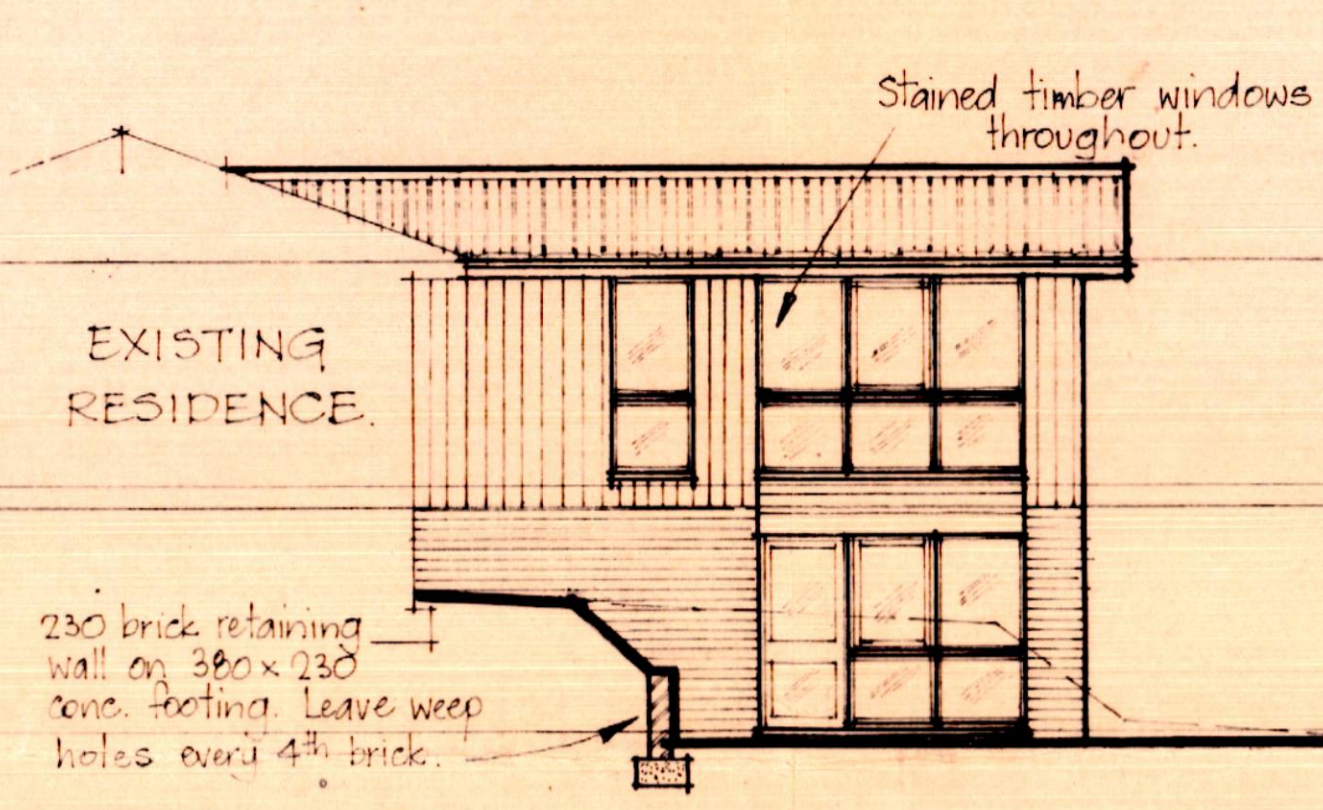 Stained timber windows
throughout.
EXISTING
RESIDENCE.
230 brick retaining
wall on 380 x 230
conc. footing. Leave weep
holes every 4th brick.